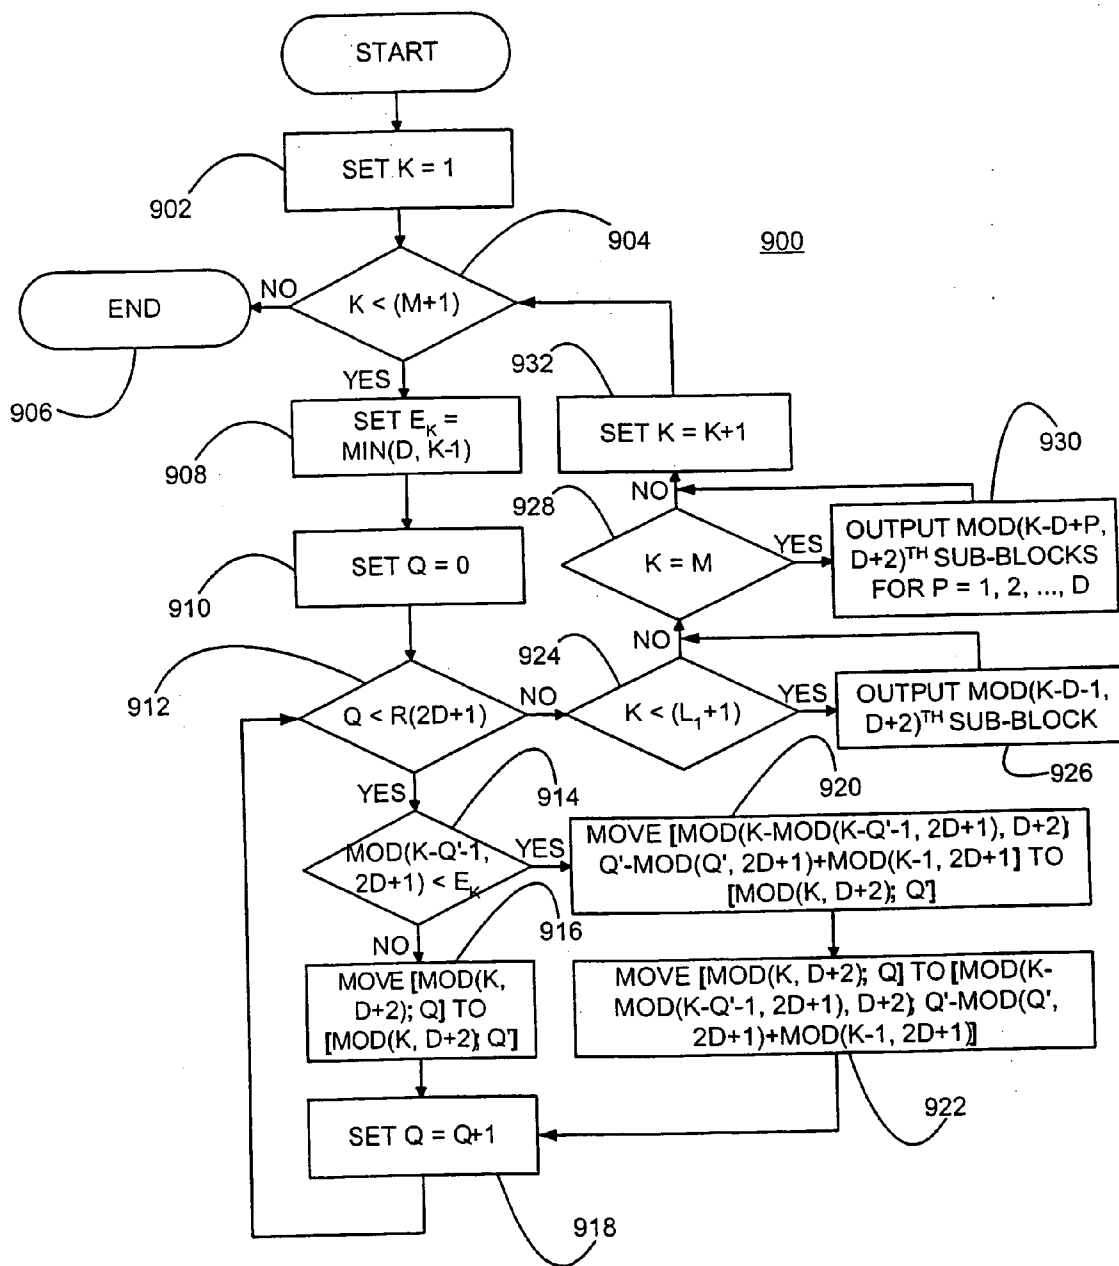 START
SET K = 1
902
904
900
K < (M+1)
NO
END
906
YES
932
SET E_K =
MIN(D, K-1)
908
SET K = K+1
930
NO
928
OUTPUT MOD(K-D+P,
D+2)^TH SUB-BLOCKS
FOR P = 1, 2, ..., D
YES
K = M
SET Q = 0
910
NO
924
912
Q < R(2D+1)
NO
K < (L_1+1)
YES
OUTPUT MOD(K-D-1,
D+2)^TH SUB-BLOCK
926
YES
914
920
MOD(K-Q'-1,
2D+1) < E_K
YES
MOVE [MOD(K-MOD(K-Q'-1, 2D+1), D+2);
Q'-MOD(Q', 2D+1)+MOD(K-1, 2D+1] TO
[MOD(K, D+2); Q']
NO
916
MOVE [MOD(K,
D+2); Q] TO
[MOD(K, D+2); Q']
MOVE [MOD(K, D+2); Q] TO [MOD(K-
MOD(K-Q'-1, 2D+1), D+2); Q'-MOD(Q',
2D+1)+MOD(K-1, 2D+1)]
922
SET Q = Q+1
918